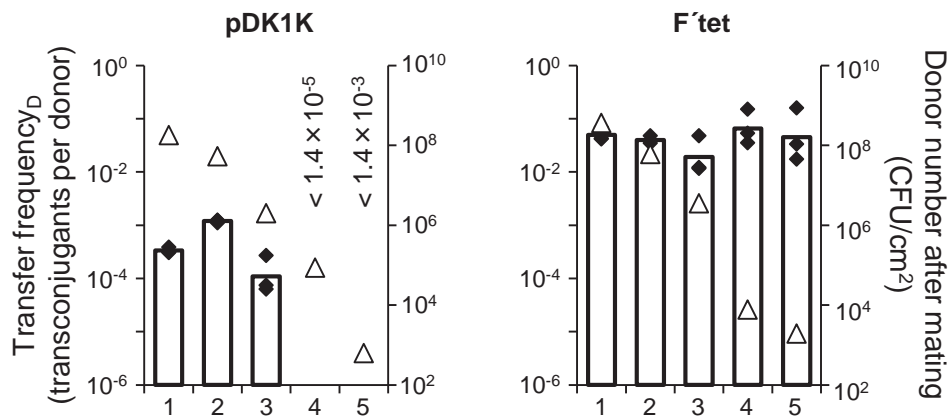 pDK1K
F´tet
Transfer frequency_D
(transconjugants per donor)
10^0
10^-2
10^-4
10^-6
< 1.4 × 10^-5
< 1.4 × 10^-3
10^10
10^8
10^6
10^4
10^2
1 2 3 4 5
10^0
10^-2
10^-4
10^-6
10^10
10^8
10^6
10^4
10^2
1 2 3 4 5
Donor number after mating
(CFU/cm^2)